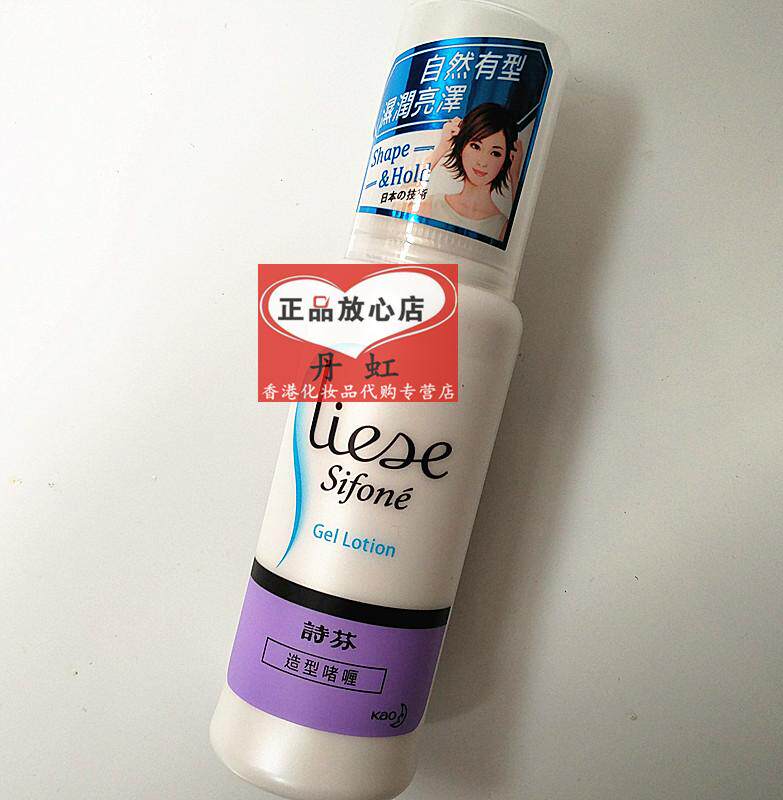 自然有型
濕潤亮澤
Shape
&Hold
日本の技術
正品放心店
丹虹
香港化妆品代购专营店
liese
Sifoné
Gel Lotion
詩芬
造型啫喱
Kao